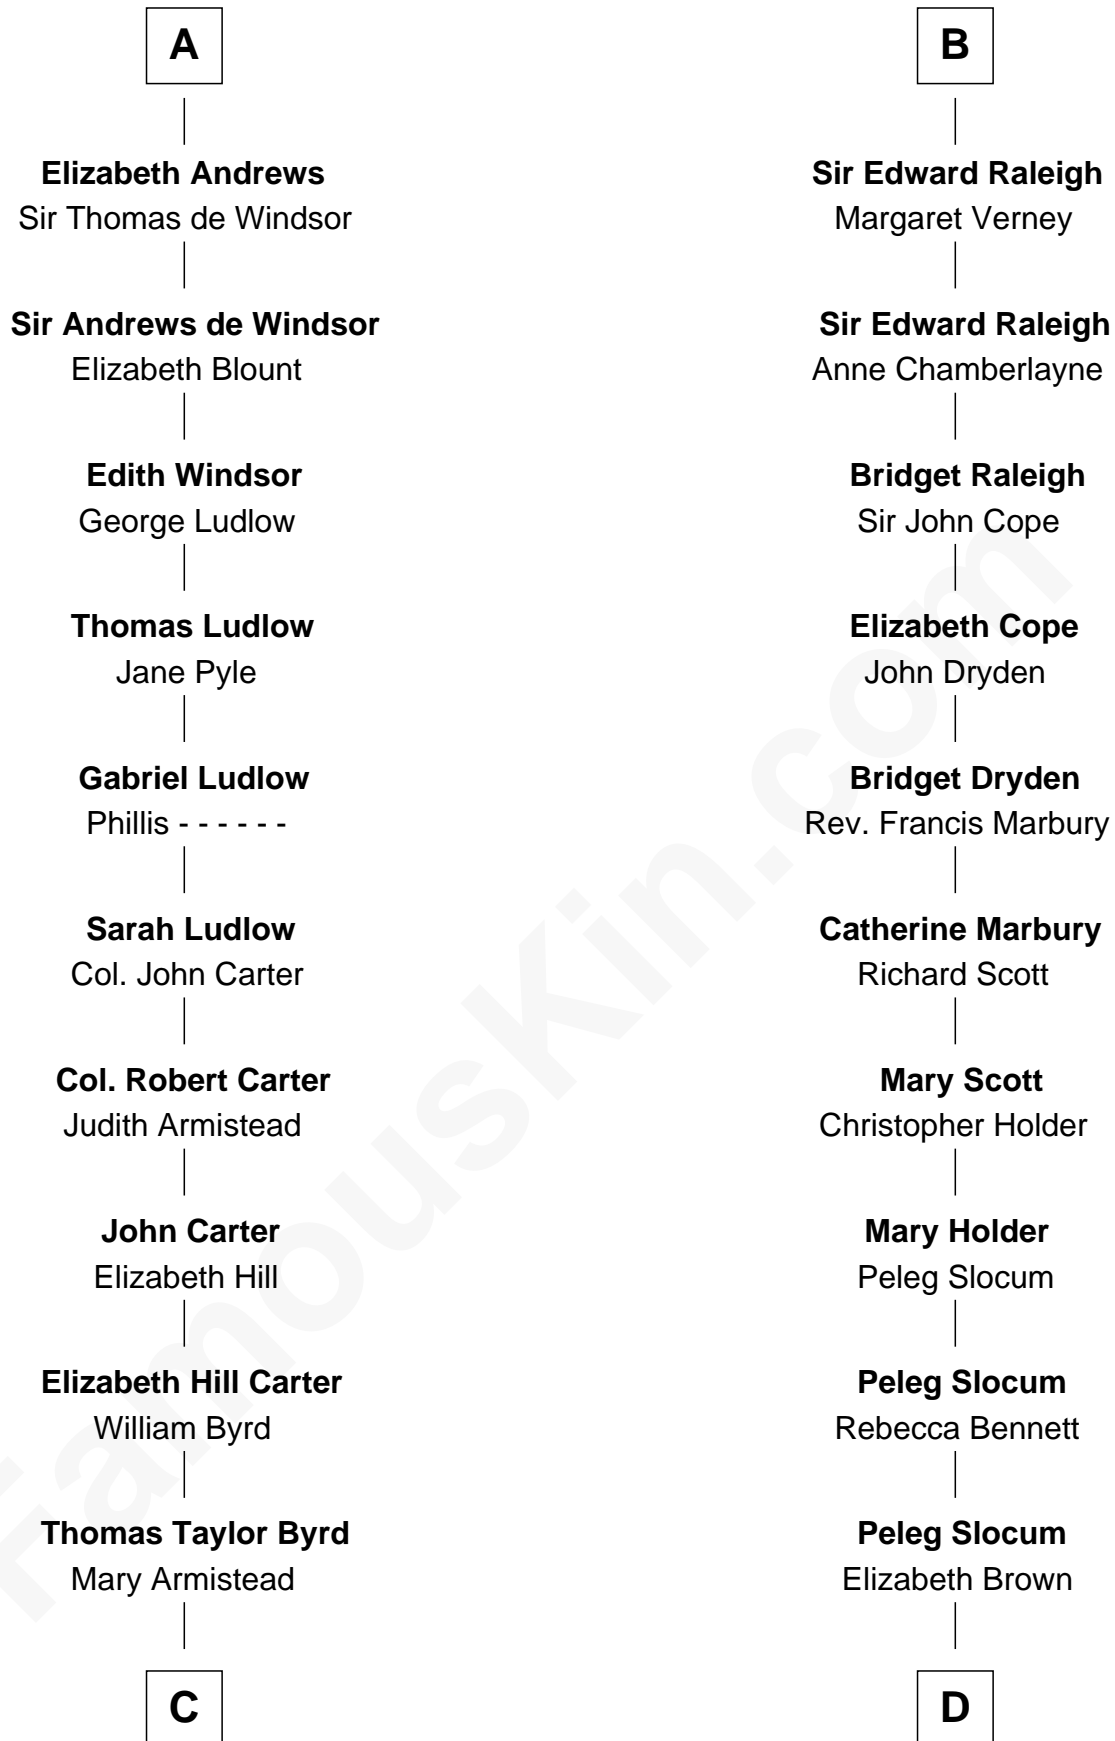 A
Elizabeth Andrews
Sir Thomas de Windsor
Sir Andrews de Windsor
Elizabeth Blount
Edith Windsor
George Ludlow
Thomas Ludlow
Jane Pyle
Gabriel Ludlow
Phillis - - - - - -
Sarah Ludlow
Col. John Carter
Col. Robert Carter
Judith Armistead
John Carter
Elizabeth Hill
Elizabeth Hill Carter
William Byrd
Thomas Taylor Byrd
Mary Armistead
C
B
Sir Edward Raleigh
Margaret Verney
Sir Edward Raleigh
Anne Chamberlayne
Bridget Raleigh
Sir John Cope
Elizabeth Cope
John Dryden
Bridget Dryden
Rev. Francis Marbury
Catherine Marbury
Richard Scott
Mary Scott
Christopher Holder
Mary Holder
Peleg Slocum
Peleg Slocum
Rebecca Bennett
Peleg Slocum
Elizabeth Brown
D
FamousKin.com